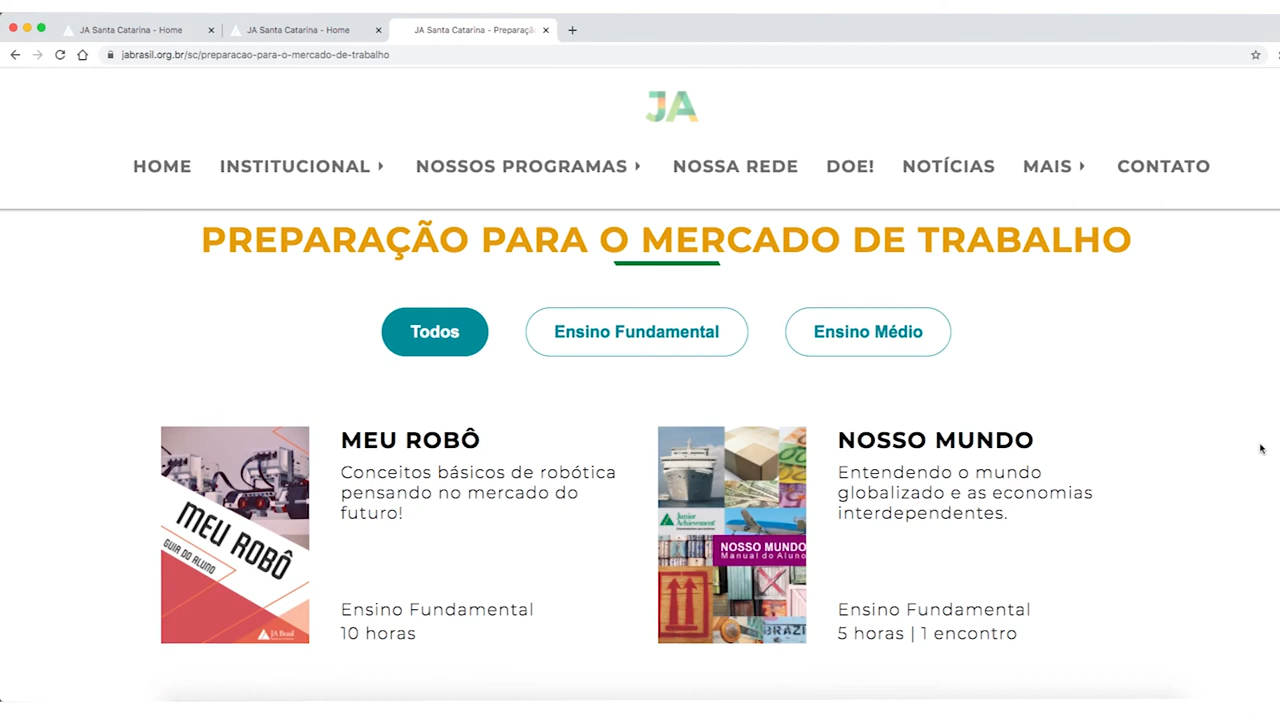 JA Santa Catarina - Home
JA Santa Catarina - Home
JA Santa Catarina - Preparaçã
jabrasil.org.br/sc/preparacao-para-o-mercado-de-trabalho
JA
HOME
INSTITUCIONAL
NOSSOS PROGRAMAS
NOSSA REDE
DOE!
NOTÍCIAS
MAIS
CONTATO
PREPARAÇÃO PARA O MERCADO DE TRABALHO
Todos
Ensino Fundamental
Ensino Médio
MEU ROBÔ
GUIA DO ALUNO
JA Brasil
MEU ROBÔ
Conceitos básicos de robótica
pensando no mercado do
futuro!
Ensino Fundamental
10 horas
Junior
Achievement
NOSSO MUNDO
Manual do Aluno
BRAZI
NOSSO MUNDO
Entendendo o mundo
globalizado e as economias
interdependentes.
Ensino Fundamental
5 horas | 1 encontro